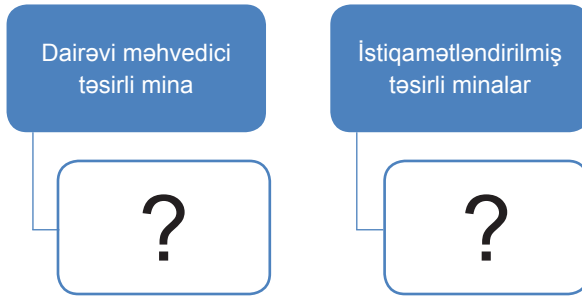 Dairəvi məhvedici
təsirli mina
İstiqamətləndirilmiş
təsirli minalar
?
?